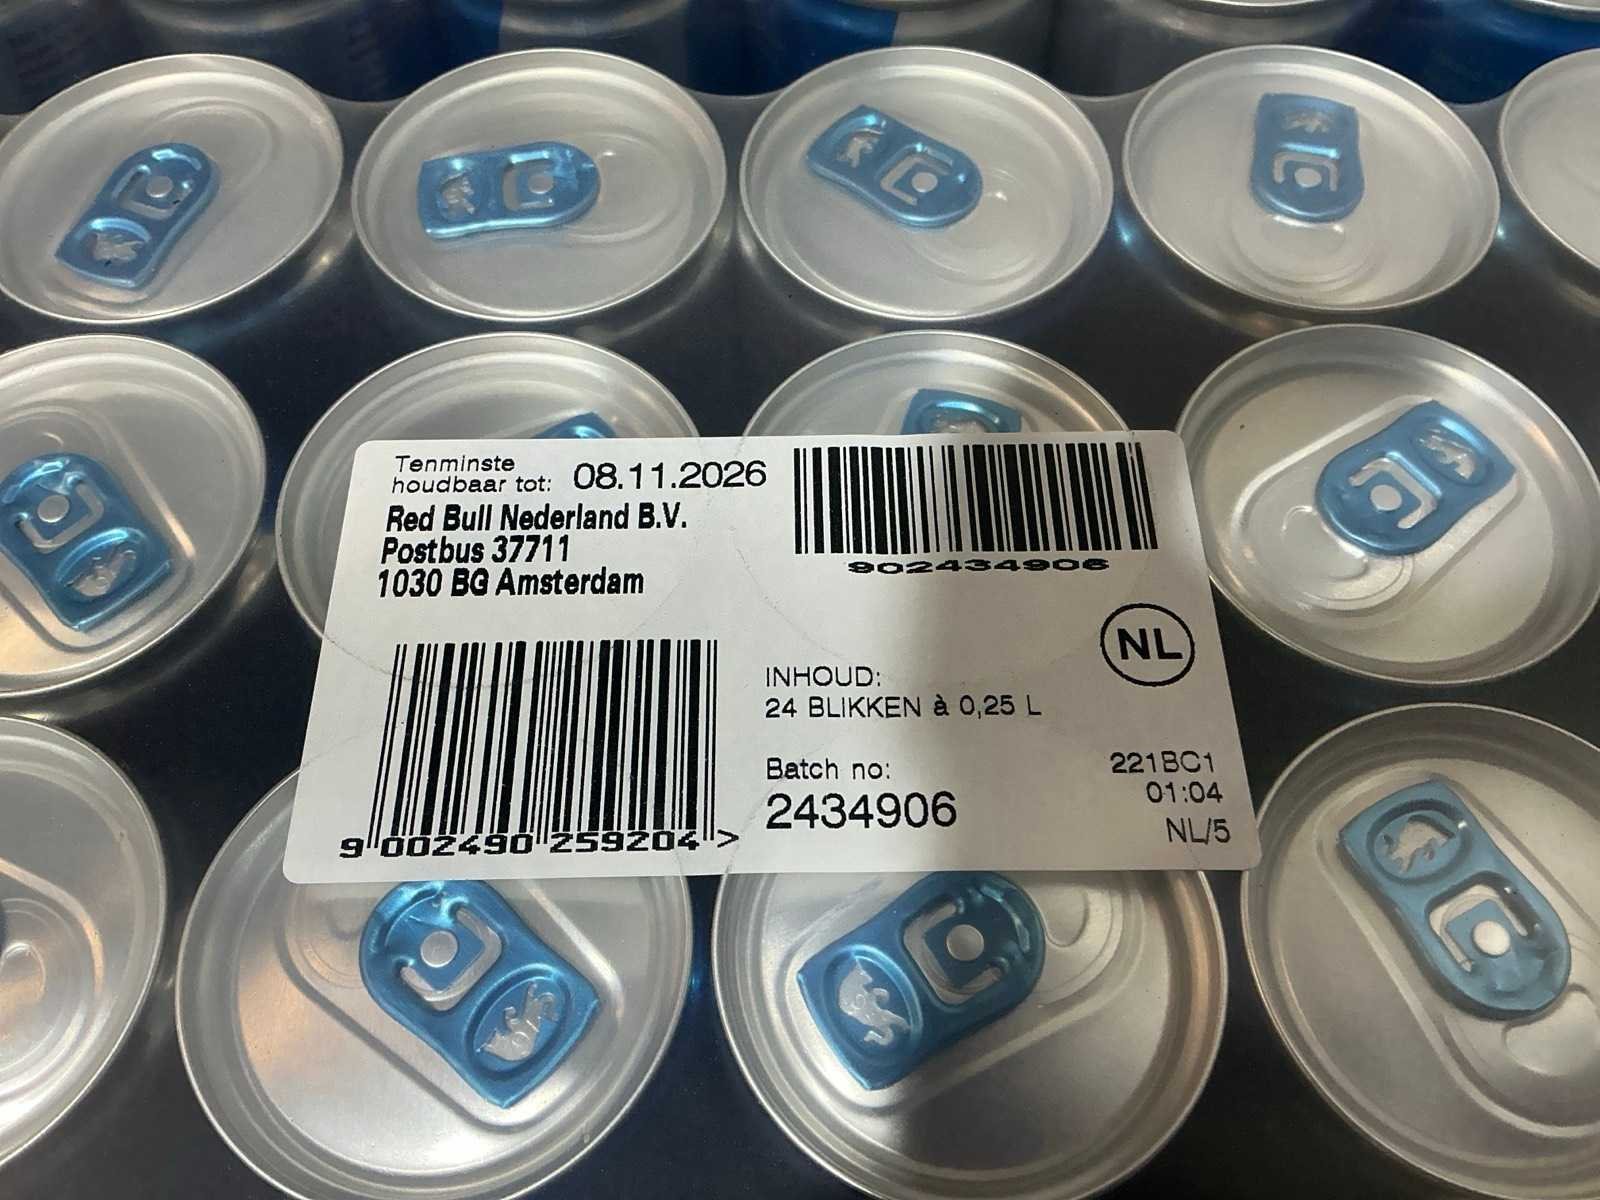 Tenminste
houdbaar tot: 08.11.2026
Red Bull Nederland B.V.
Postbus 37711
1030 BG Amsterdam
902434906
NL
INHOUD:
24 BLIKKEN à 0,25 L
Batch no:
2434906
221BC1
01:04
NL/5
9 002490 259204 >